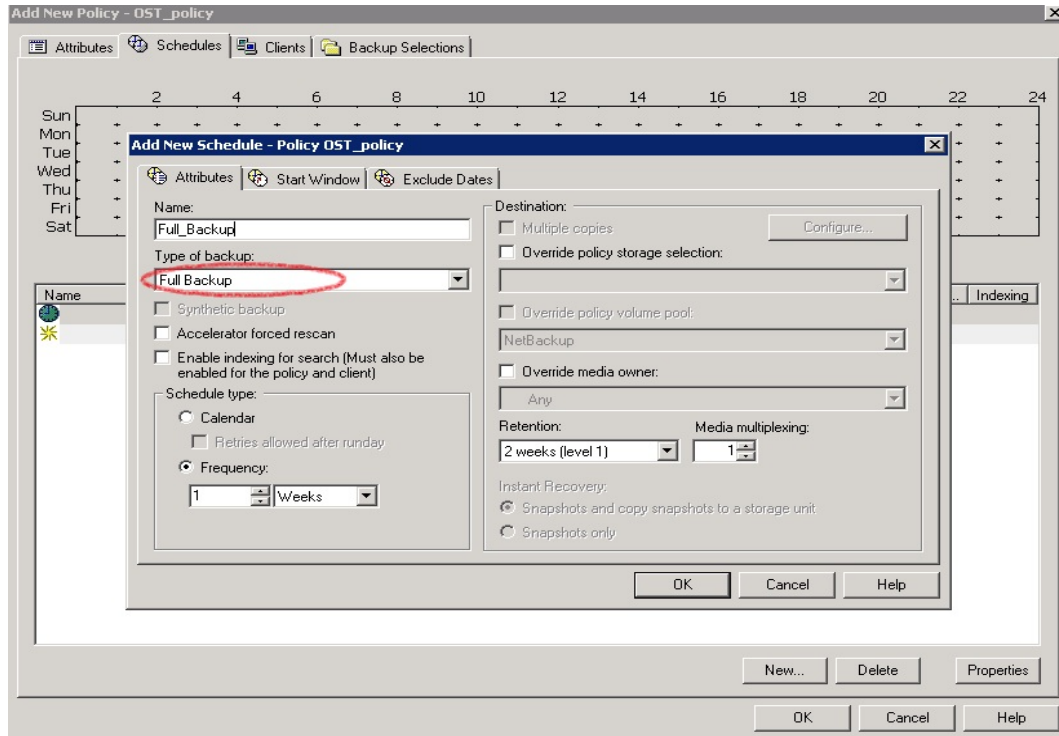 Add New Policy - OST_policy
Attributes
Schedules
Clients
Backup Selections
2 4 6 8 10 12 14 16 18 20 22 24
Sun
Mon
Tue
Wed
Thu
Fri
Sat
Add New Schedule - Policy OST_policy
Attributes
Start Window
Exclude Dates
Name:
Full_Backup
Type of backup:
Full Backup
Synthetic backup
Accelerator forced rescan
Enable indexing for search (Must also be
enabled for the policy and client)
Schedule type:
Calendar
Retries allowed after runday
Frequency:
1 Weeks
Destination:
Multiple copies
Configure...
Override policy storage selection:
Override policy volume pool:
NetBackup
Override media owner:
Any
Retention:
Media multiplexing:
2 weeks (level 1)
1
Instant Recovery:
Snapshots and copy snapshots to a storage unit
Snapshots only
OK
Cancel
Help
Name
..
Indexing
New...
Delete
Properties
OK
Cancel
Help